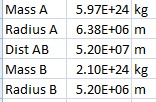 Mass A 5.97E+24 kg
Radius A 6.38E+06 m
Dist AB 5.20E+07 m
Mass B 2.10E+24 kg
Radius B 5.20E+06 m